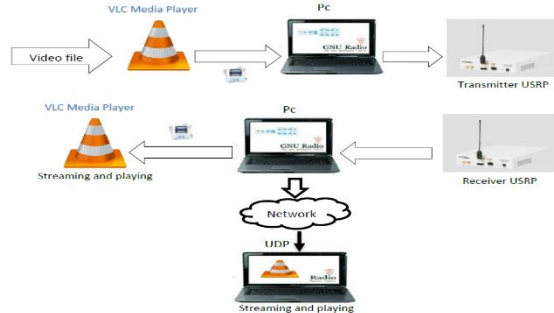 VLC Media Player
Pc
Video file
GNU Radio
Transmitter USRP
VLC Media Player
Pc
GNU Radio
Streaming and playing
Receiver USRP
Network
UDP
Radio
Streaming and playing